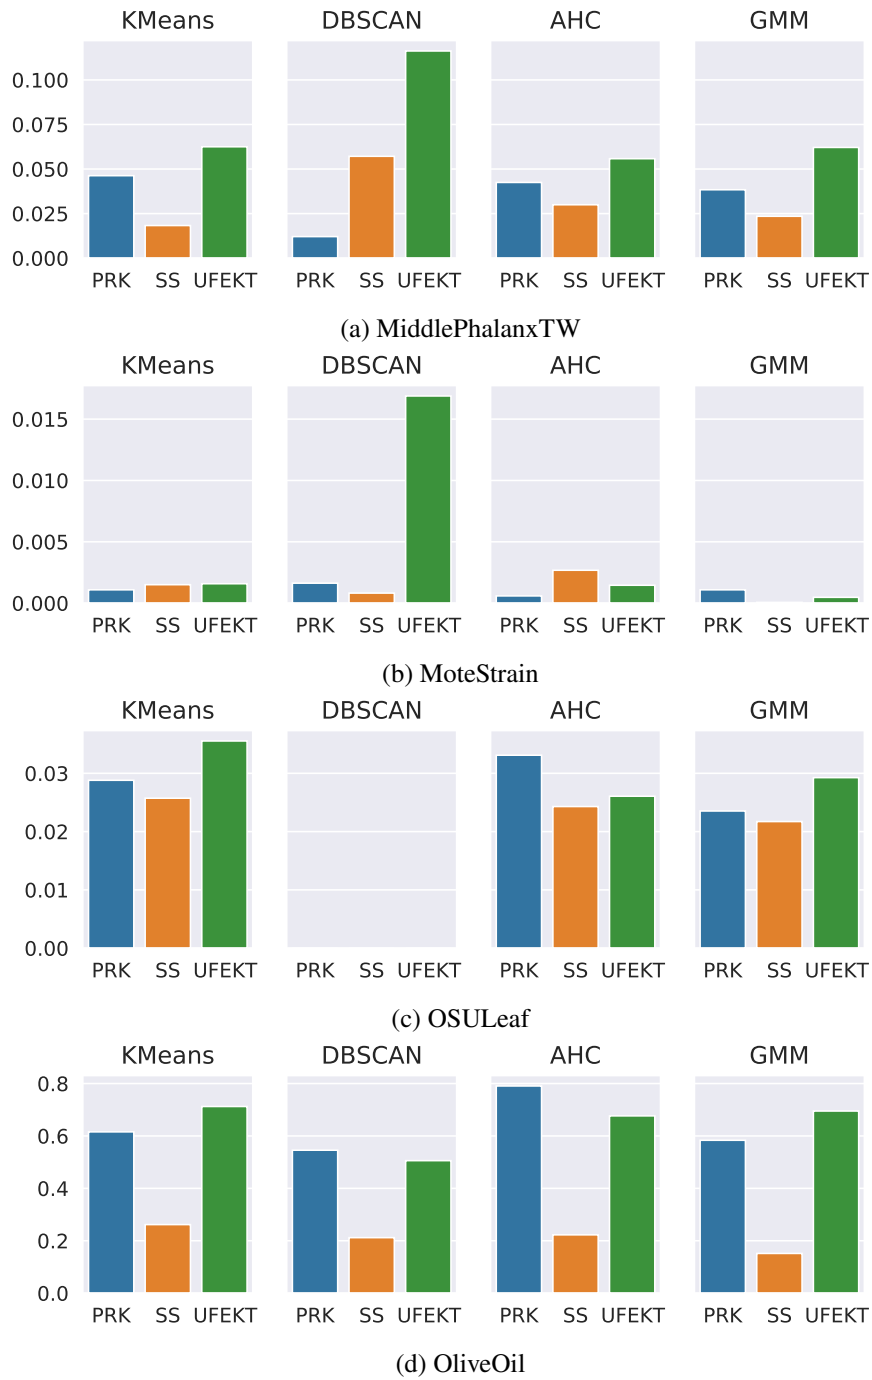 KMeans DBSCAN AHC GMM
0.100
0.075
0.050
0.025
0.000
PRK SS UFEKT PRK SS UFEKT PRK SS UFEKT PRK SS UFEKT
(a) MiddlePhalanxTW
KMeans DBSCAN AHC GMM
0.015
0.010
0.005
0.000
PRK SS UFEKT PRK SS UFEKT PRK SS UFEKT PRK SS UFEKT
(b) MoteStrain
KMeans DBSCAN AHC GMM
0.03
0.02
0.01
0.00
PRK SS UFEKT PRK SS UFEKT PRK SS UFEKT PRK SS UFEKT
(c) OSULeaf
KMeans DBSCAN AHC GMM
0.8
0.6
0.4
0.2
0.0
PRK SS UFEKT PRK SS UFEKT PRK SS UFEKT PRK SS UFEKT
(d) OliveOil